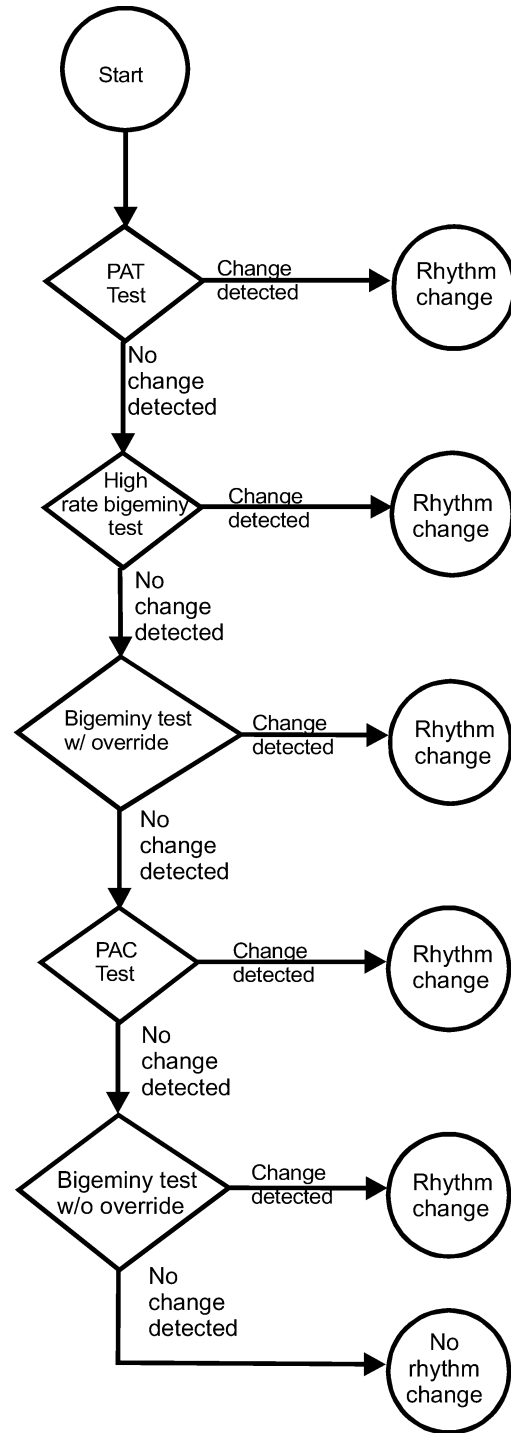 Start
PAT
Test
Change
detected
Rhythm
change
No
change
detected
High
rate bigeminy
test
Change
detected
Rhythm
change
No
change
detected
Bigeminy test
w/ override
Change
detected
Rhythm
change
No
change
detected
PAC
Test
Change
detected
Rhythm
change
No
change
detected
Bigeminy test
w/o override
Change
detected
Rhythm
change
No
change
detected
No
rhythm
change